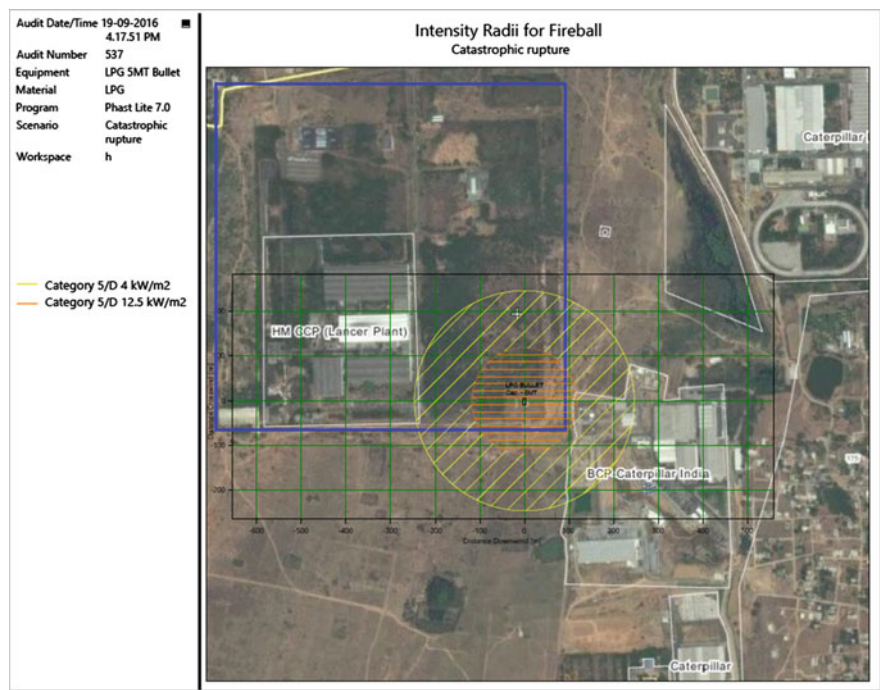 Audit Date/Time 19-09-2016
4.17.51 PM
Audit Number 537
Equipment LPG 5MT Bullet
Material LPG
Program Phast Lite 7.0
Scenario Catastrophic
rupture
Workspace h
Category 5/D 4 kW/m2
Category 5/D 12.5 kW/m2
Intensity Radii for Fireball
Catastrophic rupture
Caterpillar
HM CCP (Lancer Plant)
LPG BULLET
0
-100
BCP Caterpillar India
-200
-600 -500 -400 -300 -200 -100 0 100 200 300 400 500
Distance Downwind [m]
Caterpillar